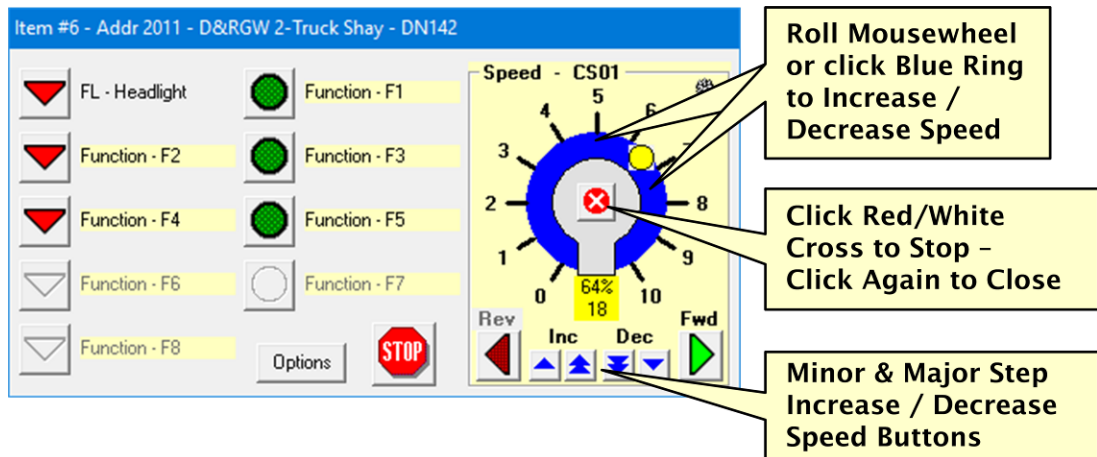 Item #6 - Addr 2011 - D&RGW 2-Truck Shay - DN142
FL - Headlight
Function - F1
Function - F2
Function - F3
Function - F4
Function - F5
Function - F6
Function - F7
Function - F8
Options
STOP
Speed - CS01
0
1
2
3
4
5
6
7
8
9
10
64%
18
Rev
Inc
Dec
Fwd
Roll Mousewheel
or click Blue Ring
to Increase /
Decrease Speed
Click Red/White
Cross to Stop –
Click Again to Close
Minor & Major Step
Increase / Decrease
Speed Buttons